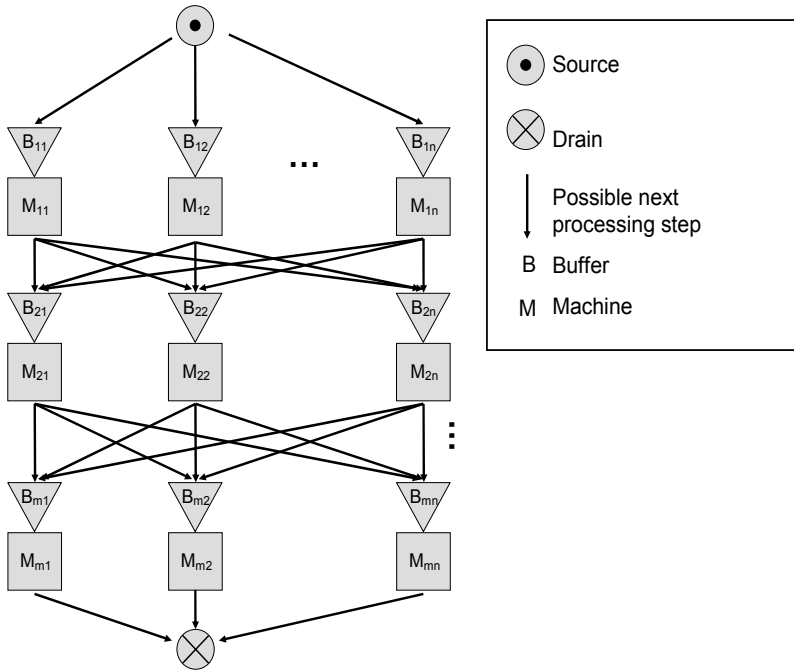 Source
Drain
Possible next
processing step
B Buffer
M Machine
B11 B12 ... B1n
M11 M12 M1n
B21 B22 B2n
M21 M22 M2n
...
Bm1 Bm2 Bmn
Mm1 Mm2 Mmn